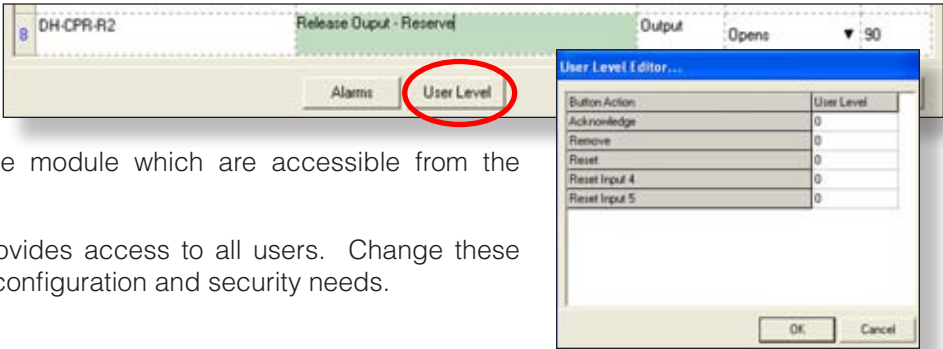 8 DH-CPR-R2 Release Ouput - Reserve Output Opens ▼ 90
Alarms User Level
User Level Editor...
Button Action User Level
Acknowledge 0
Remove 0
Reset 0
Reset Input 4 0
Reset Input 5 0
OK Cancel
e module which are accessible from the
ovides access to all users. Change these
configuration and security needs.